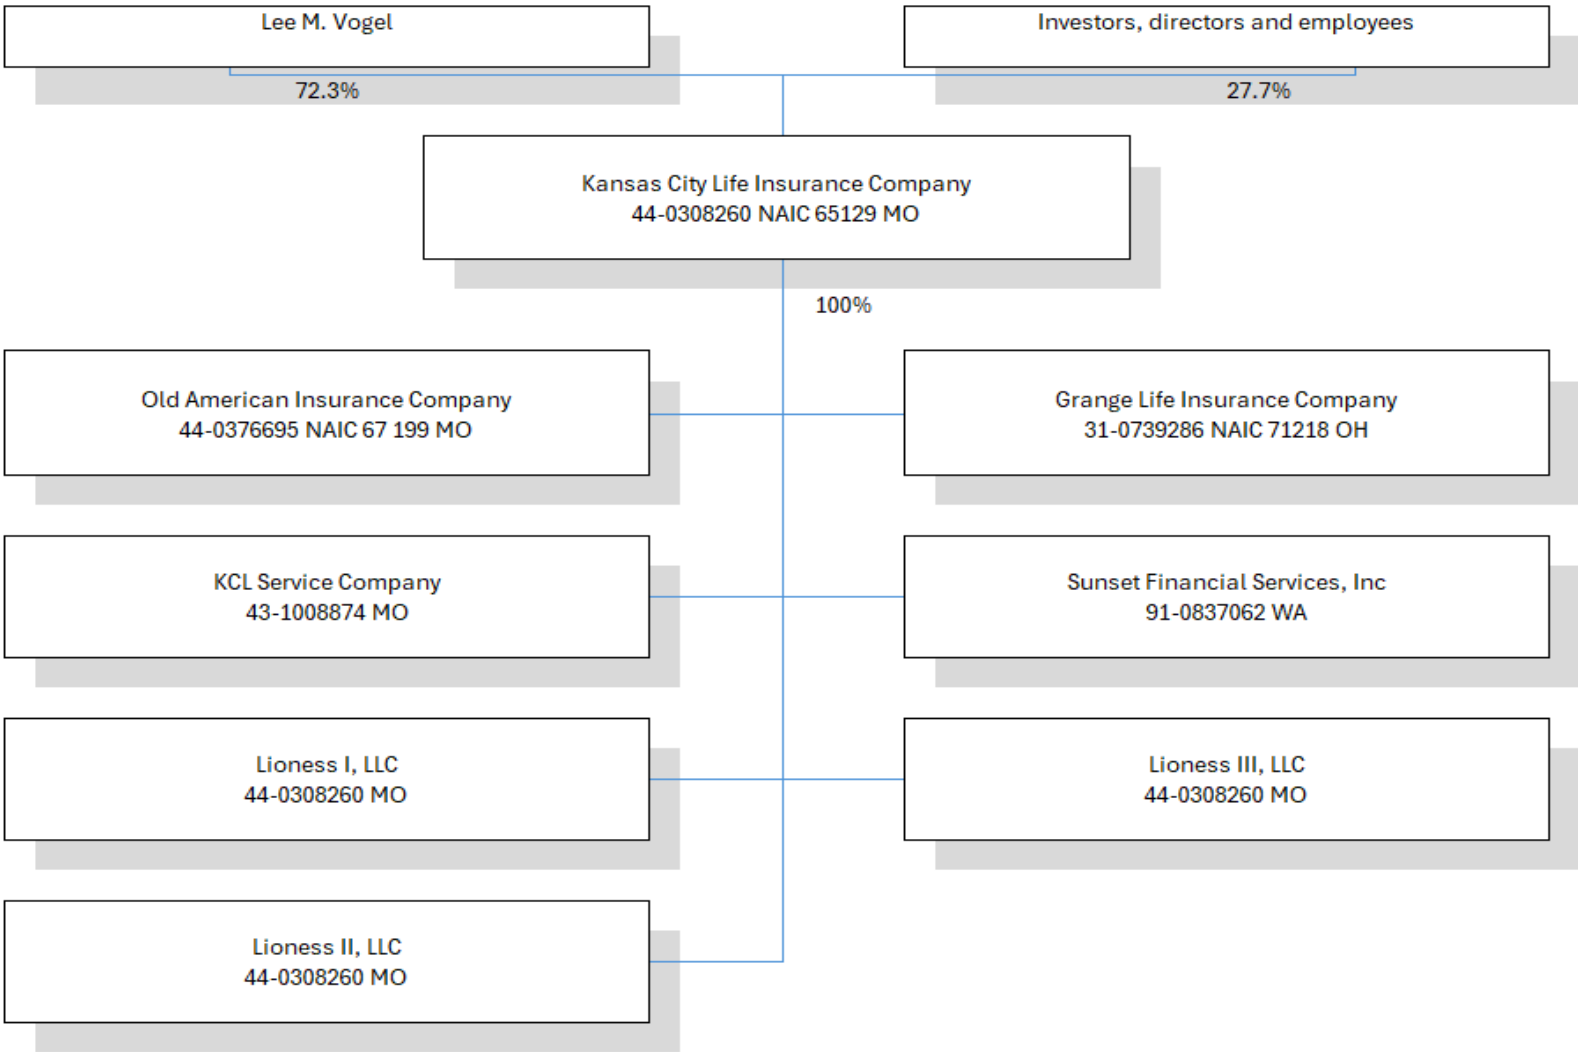 Lee M. Vogel
Investors, directors and employees
72.3%
27.7%
Kansas City Life Insurance Company
44-0308260 NAIC 65129 MO
100%
Old American Insurance Company
44-0376695 NAIC 67 199 MO
Grange Life Insurance Company
31-0739286 NAIC 71218 OH
KCL Service Company
43-1008874 MO
Sunset Financial Services, Inc
91-0837062 WA
Lioness I, LLC
44-0308260 MO
Lioness III, LLC
44-0308260 MO
Lioness II, LLC
44-0308260 MO